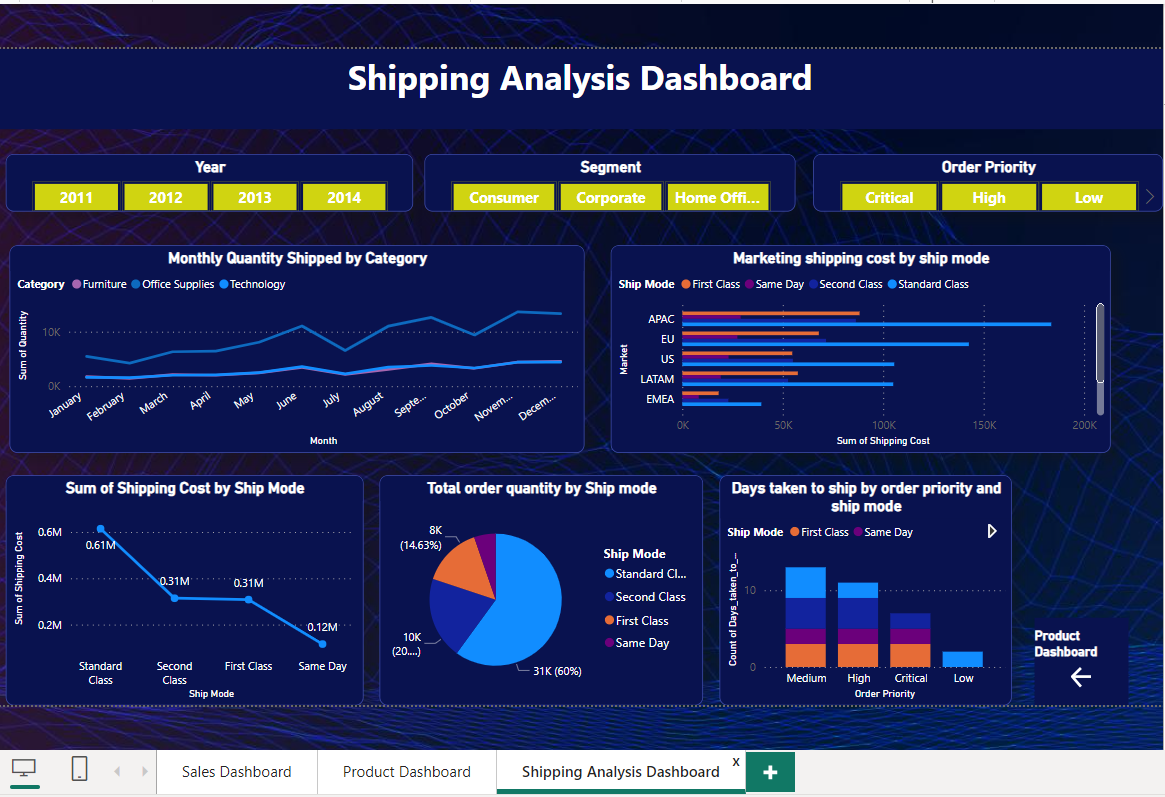 Shipping Analysis Dashboard
Year
2011 2012 2013 2014
Segment
Consumer Corporate Home Offi...
Order Priority
Critical High Low
Monthly Quantity Shipped by Category
Category Furniture Office Supplies Technology
Sum of Quantity
10K
0K
January February March April May June July August Septe... October Novem... Decem...
Month
Marketing shipping cost by ship mode
Ship Mode First Class Same Day Second Class Standard Class
Market
APAC
EU
US
LATAM
EMEA
0K 50K 100K 150K 200K
Sum of Shipping Cost
Sum of Shipping Cost by Ship Mode
Sum of Shipping Cost
0.6M
0.4M
0.2M
0.61M
0.31M
0.31M
0.12M
Standard Class
Second Class
First Class
Same Day
Ship Mode
Total order quantity by Ship mode
8K
(14.63%)
10K
(20....)
31K (60%)
Ship Mode
Standard Cl...
Second Class
First Class
Same Day
Days taken to ship by order priority and
ship mode
Ship Mode First Class Same Day
Count of Days_taken_to_...
10
0
Medium High Critical Low
Order Priority
Product
Dashboard
Sales Dashboard
Product Dashboard
Shipping Analysis Dashboard
x